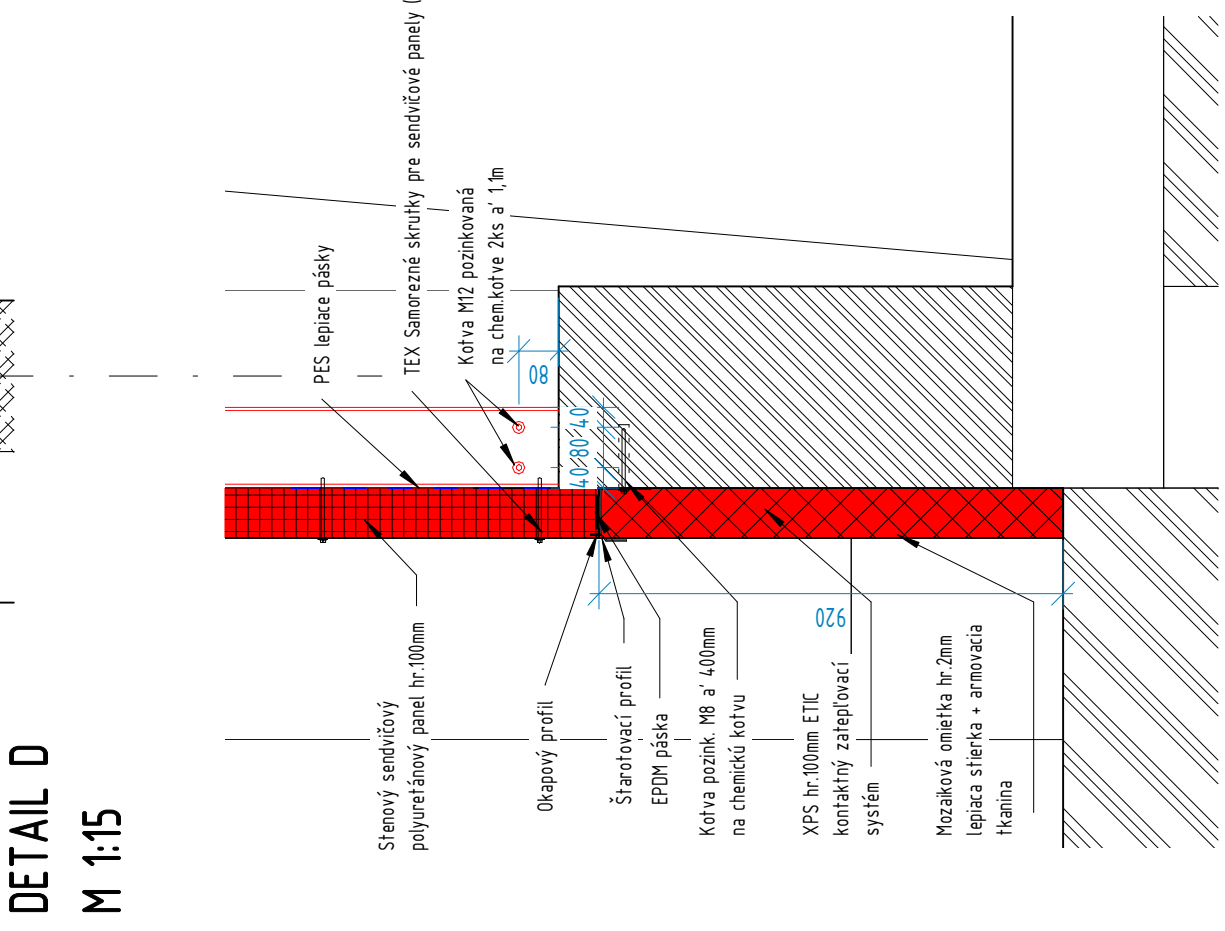 DETAIL D
M 1:15
PES lepiace pásky
TEX Samorezné skrutky pre sendvičové panely (
Kotva M12 pozinkovaná
na chem.kotve 2ks a' 1,1m
80
40
80
40
920
Stenový sendvičový
polyuretánový panel hr.100mm
Okapový profil
Štarotovací profil
EPDM páska
Kotva pozink. M8 a' 400mm
na chemickú kotvu
XPS hr.100mm ETIC
kontaktný zatepľovací
systém
Mozaiková omietka hr.2mm
lepiaca stierka + armovacia
tkanina